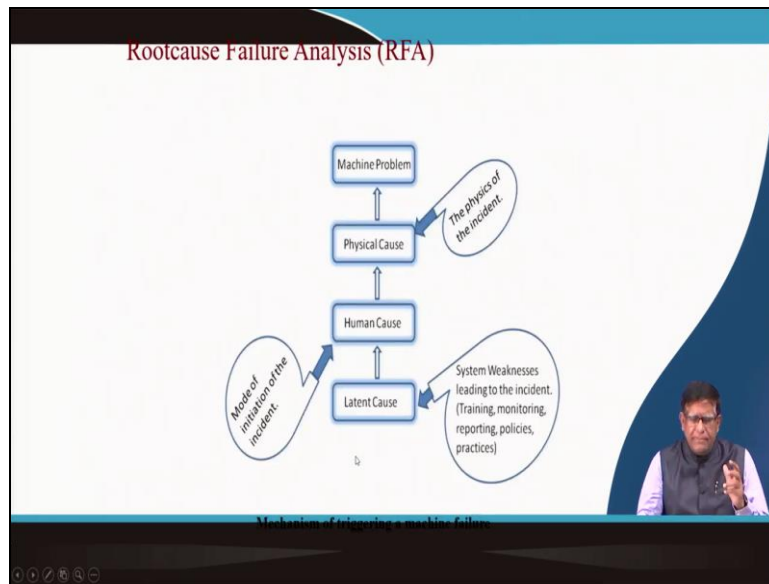 Rootcause Failure Analysis (RFA)
Machine Problem
The physics of
the incident.
Physical Cause
Human Cause
Mode of
initiation of the
incident.
Latent Cause
System Weaknesses
leading to the incident.
(Training, monitoring,
reporting, policies,
practices)
Mechanism of triggering a machine failure.